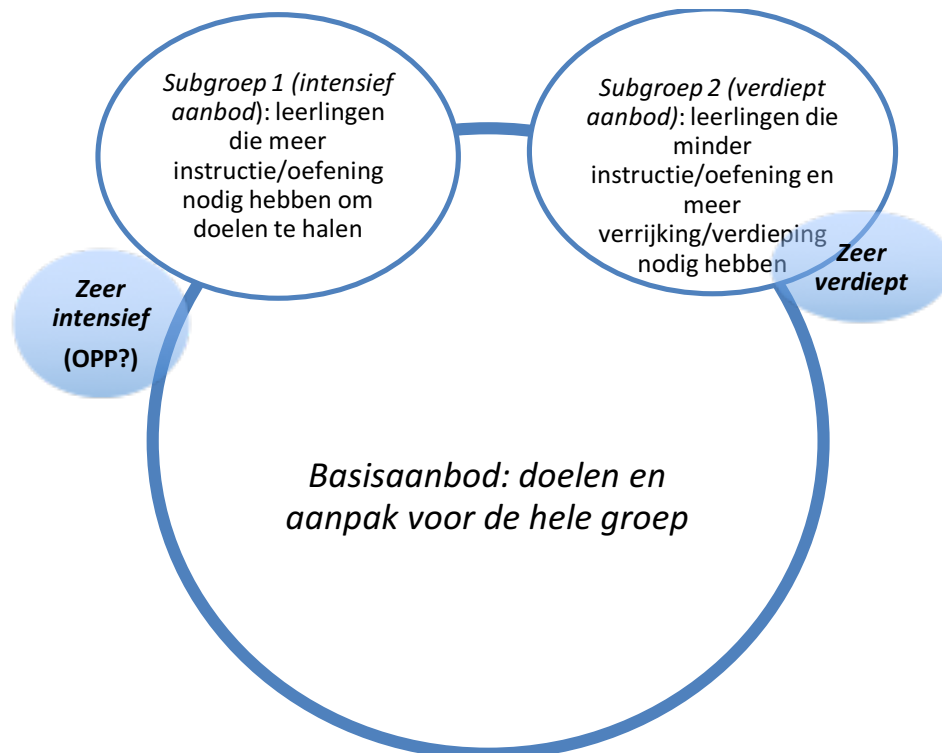 Subgroep 1 (intensief
aanbod): leerlingen
die meer
instructie/oefening
nodig hebben om
doelen te halen
Subgroep 2 (verdiept
aanbod): leerlingen die
minder
instructie/oefening en
meer
verrijking/verdieping
nodig hebben
Zeer
intensief
(OPP?)
Zeer
verdiept
Basisaanbod: doelen en
aanpak voor de hele groep